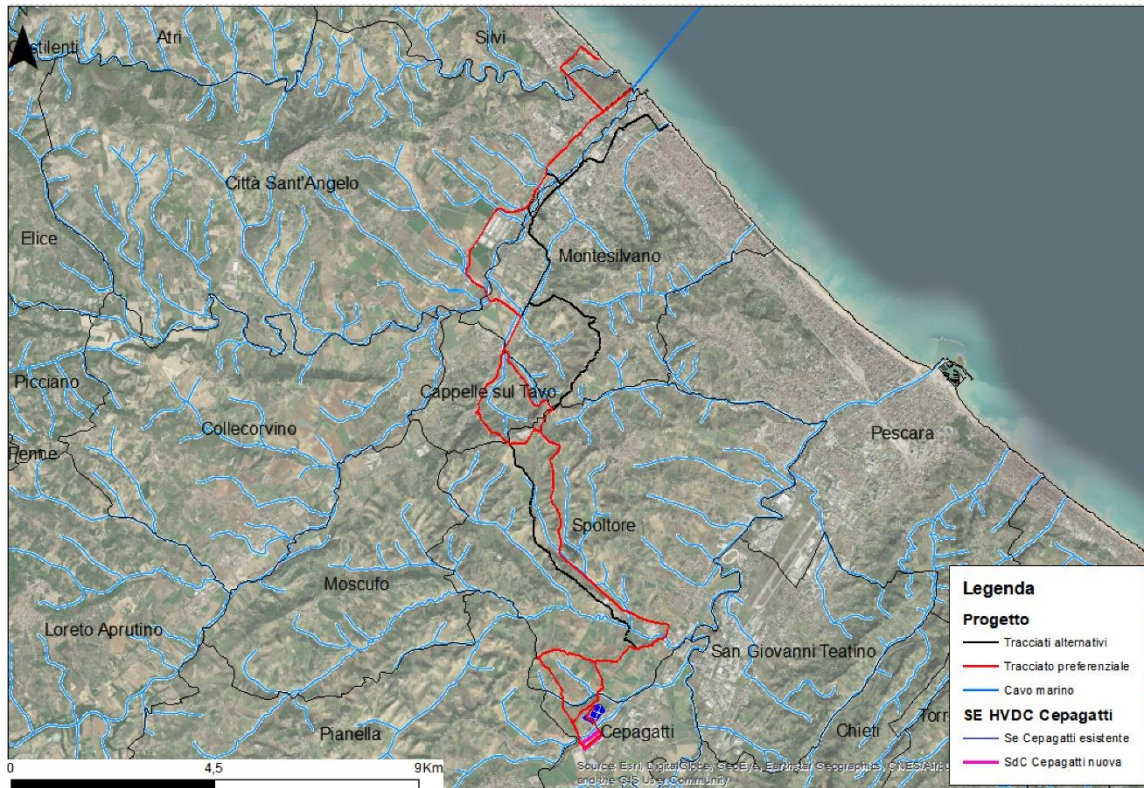 N
Castilenti
Atri
Silvi
Città Sant'Angelo
Elice
Montesilvano
Picciano
Cappelle sul Tavo
Collecorvino
Penne
Pescara
Spoltore
Moscufo
Loreto Aprutino
San Giovanni Teatino
Pianella
Cepagatti
Chieti
Legenda
Progetto
Tracciati alternativi
Tracciato preferenziale
Cavo marino
SE HVDC Cepagatti
Se Cepagatti esistente
SdC Cepagatti nuova
0 4,5 9Km
Source: Esri, DigitalGlobe, GeoEye, Earthstar Geographics,
and the GIS User Community